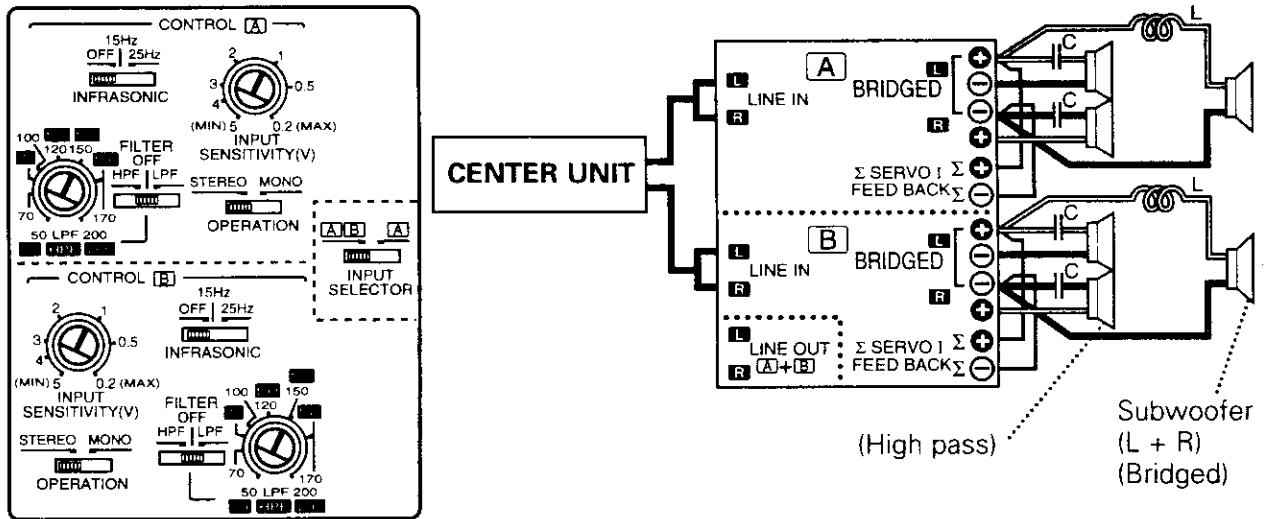 CONTROL A
15Hz
OFF 25Hz
INFRASONIC
2 1
3 0.5
4
(MIN) 5 0.2 (MAX)
INPUT
SENSITIVITY(V)
100 120 150
70 170
50 LPF 200
FILTER
OFF
HPF LPF
STEREO MONO
OPERATION
A B A
INPUT
SELECTOR
CONTROL B
15Hz
OFF 25Hz
INFRASONIC
2 1
3 0.5
4
(MIN) 5 0.2 (MAX)
INPUT
SENSITIVITY(V)
STEREO MONO
OPERATION
FILTER
OFF
HPF LPF
100 120 150
70 170
50 LPF 200
CENTER UNIT
A
L
LINE IN
R
BRIDGED
L
R
Σ SERVO I Σ
FEED BACK Σ
B
L
LINE IN
R
BRIDGED
L
R
L LINE OUT
R A+B
Σ SERVO I Σ
FEED BACK Σ
C
C
L
C
C
L
(High pass)
Subwoofer
(L + R)
(Bridged)